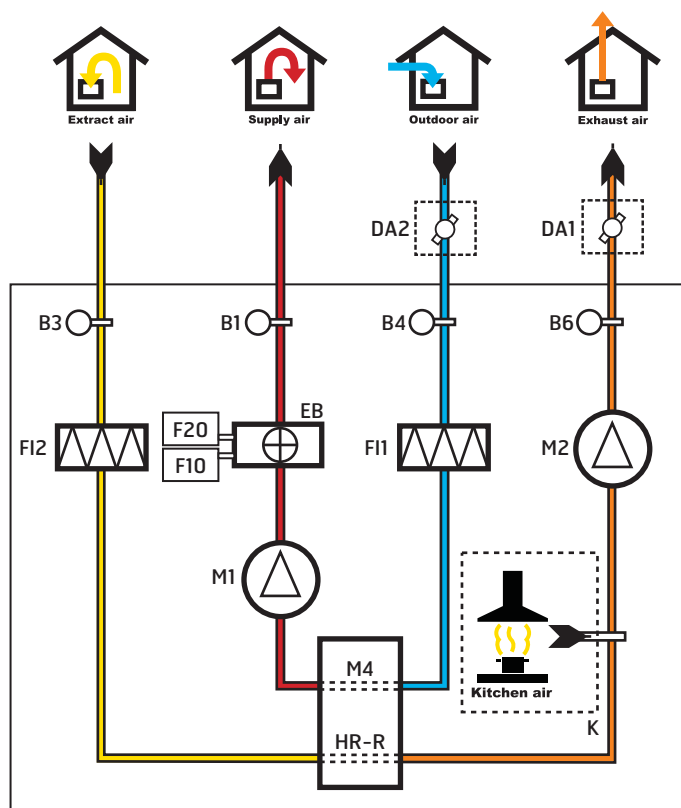 Extract air
Supply air
Outdoor air
Exhaust air
DA2
DA1
B3
B1
B4
B6
EB
F20
F10
FI2
FI1
M2
M1
M4
Kitchen air
K
HR-R